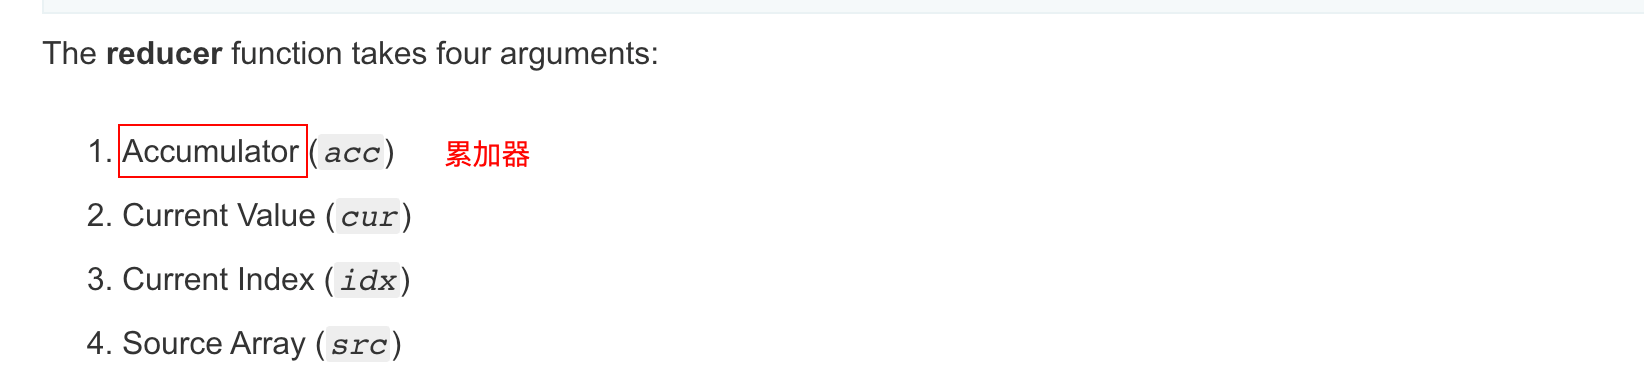 The reducer function takes four arguments:
1. Accumulator (acc) 累加器
2. Current Value (cur)
3. Current Index (idx)
4. Source Array (src)